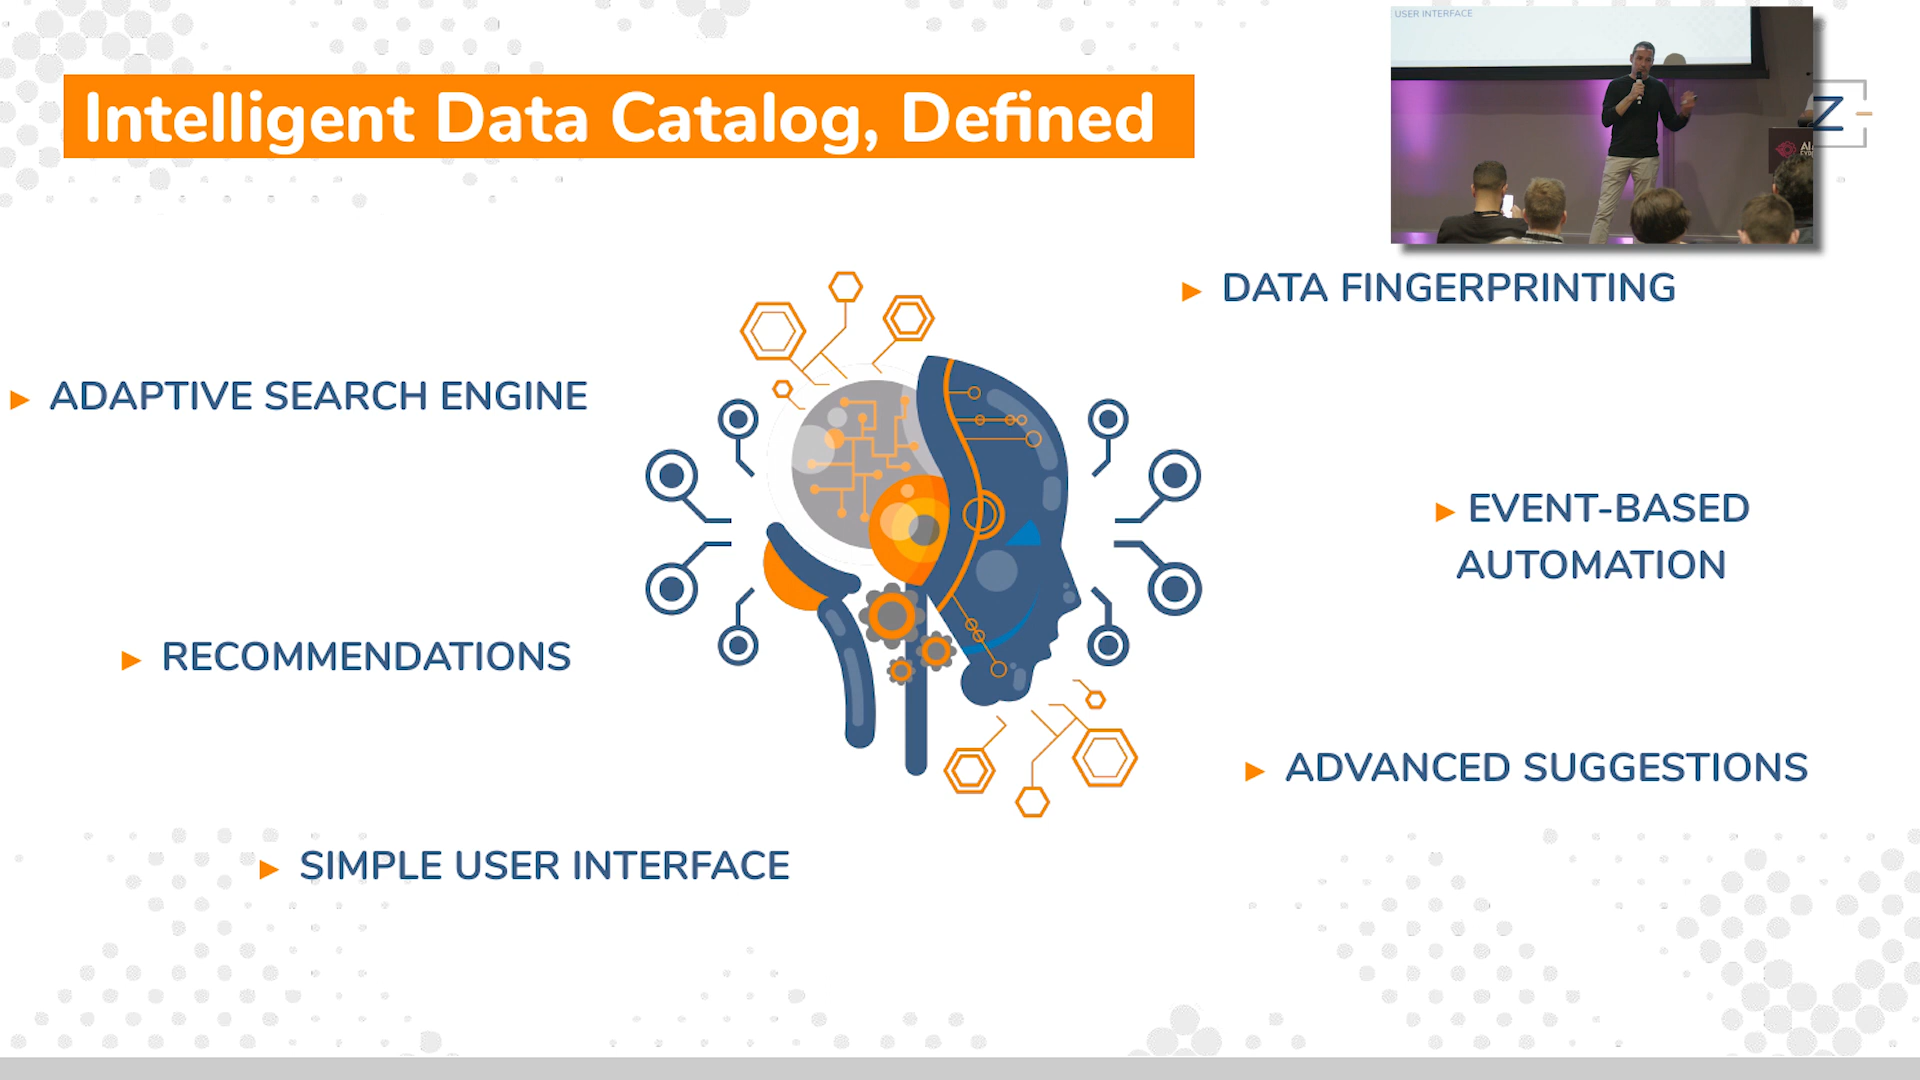 Intelligent Data Catalog, Defined
USER INTERFACE
Z
AI
DATA FINGERPRINTING
ADAPTIVE SEARCH ENGINE
EVENT-BASED
AUTOMATION
RECOMMENDATIONS
ADVANCED SUGGESTIONS
SIMPLE USER INTERFACE